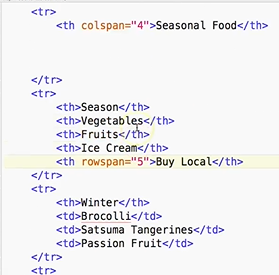 <tr>
<th colspan="4">Seasonal Food</th>
</tr>
<tr>
<th>Season</th>
<th>Vegetables</th>
<th>Fruits</th>
<th>Ice Cream</th>
<th rowspan="5">Buy Local</th>
</tr>
<tr>
<th>Winter</th>
<td>Brocolli</td>
<td>Satsuma Tangerines</td>
<td>Passion Fruit</td>
</tr>
<tr>